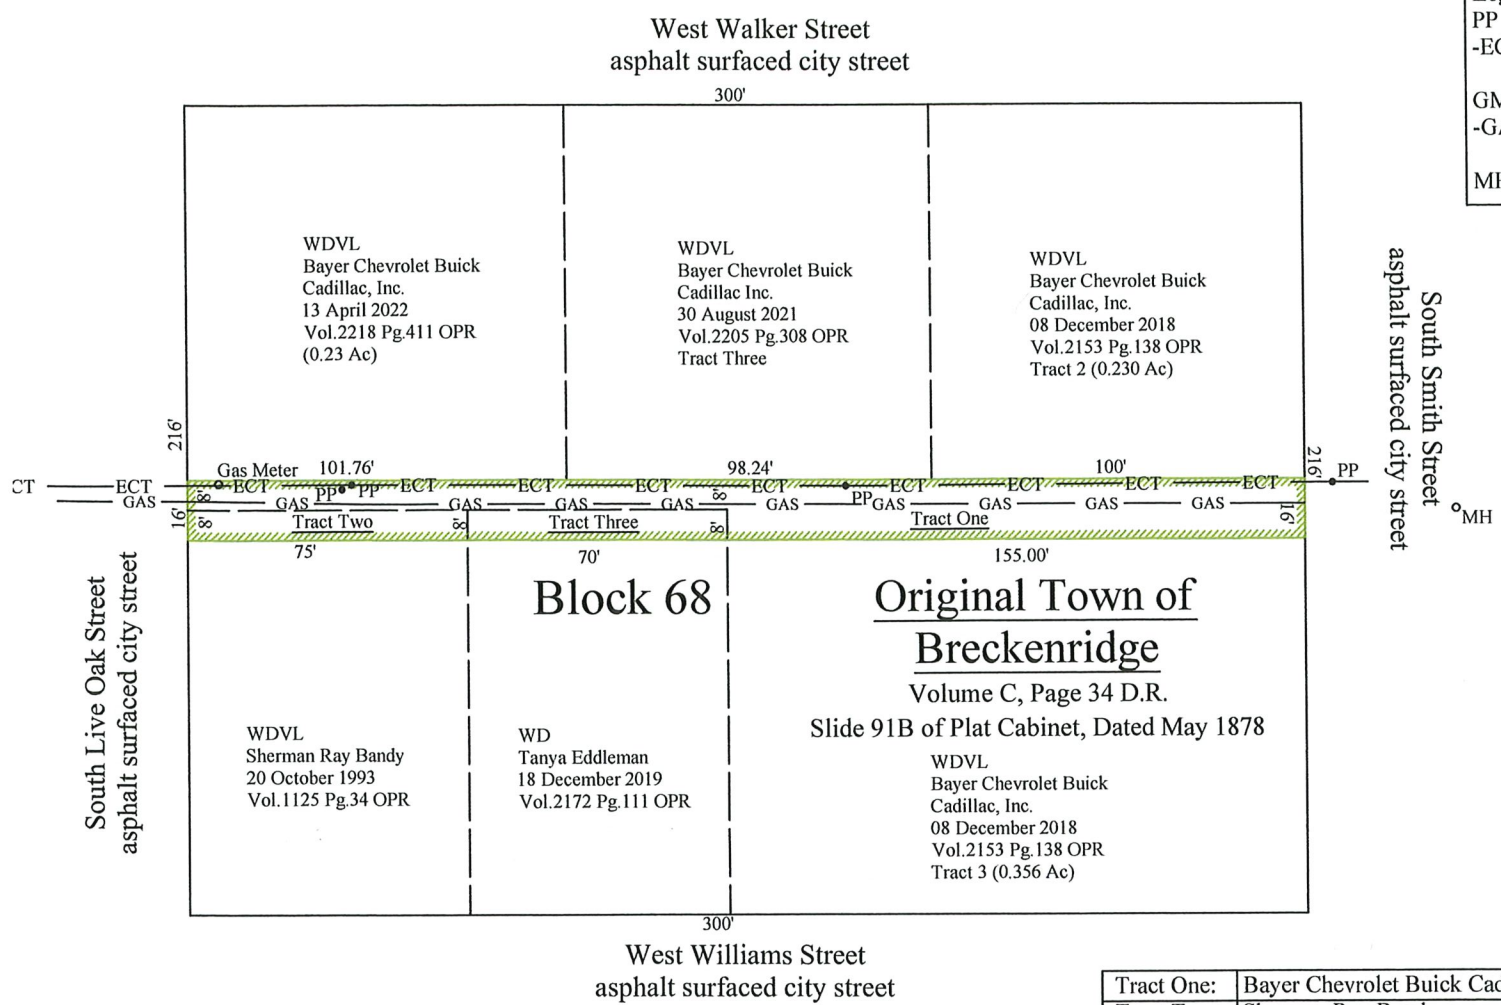 West Walker Street
asphalt surfaced city street
300'
PP
MH
WDVL
Bayer Chevrolet Buick
Cadillac, Inc.
13 April 2022
Vol.2218 Pg.411 OPR
(0.23 Ac)
WDVL
Bayer Chevrolet Buick
Cadillac Inc.
30 August 2021
Vol.2205 Pg.308 OPR
Tract Three
WDVL
Bayer Chevrolet Buick
Cadillac, Inc.
08 December 2018
Vol.2153 Pg.138 OPR
Tract 2 (0.230 Ac)
South Smith Street
asphalt surfaced city street
216'
216'
Gas Meter 101.76' 98.24' 100' PP
CT ECT ECT ECT ECT ECT ECT ECT ECT ECT ECT
PP PP PP
GAS GAS GAS GAS GAS GAS GAS GAS GAS GAS
8' 8'
16' 8' Tract Two 8' Tract Three 8' Tract One 16'
MH
75' 70' 155.00'
South Live Oak Street
asphalt surfaced city street
Block 68
Original Town of
Breckenridge
Volume C, Page 34 D.R.
Slide 91B of Plat Cabinet, Dated May 1878
WDVL
Sherman Ray Bandy
20 October 1993
Vol.1125 Pg.34 OPR
WD
Tanya Eddleman
18 December 2019
Vol.2172 Pg.111 OPR
WDVL
Bayer Chevrolet Buick
Cadillac, Inc.
08 December 2018
Vol.2153 Pg.138 OPR
Tract 3 (0.356 Ac)
300'
West Williams Street
asphalt surfaced city street
Tract One: Bayer Chevrolet Buick Cad